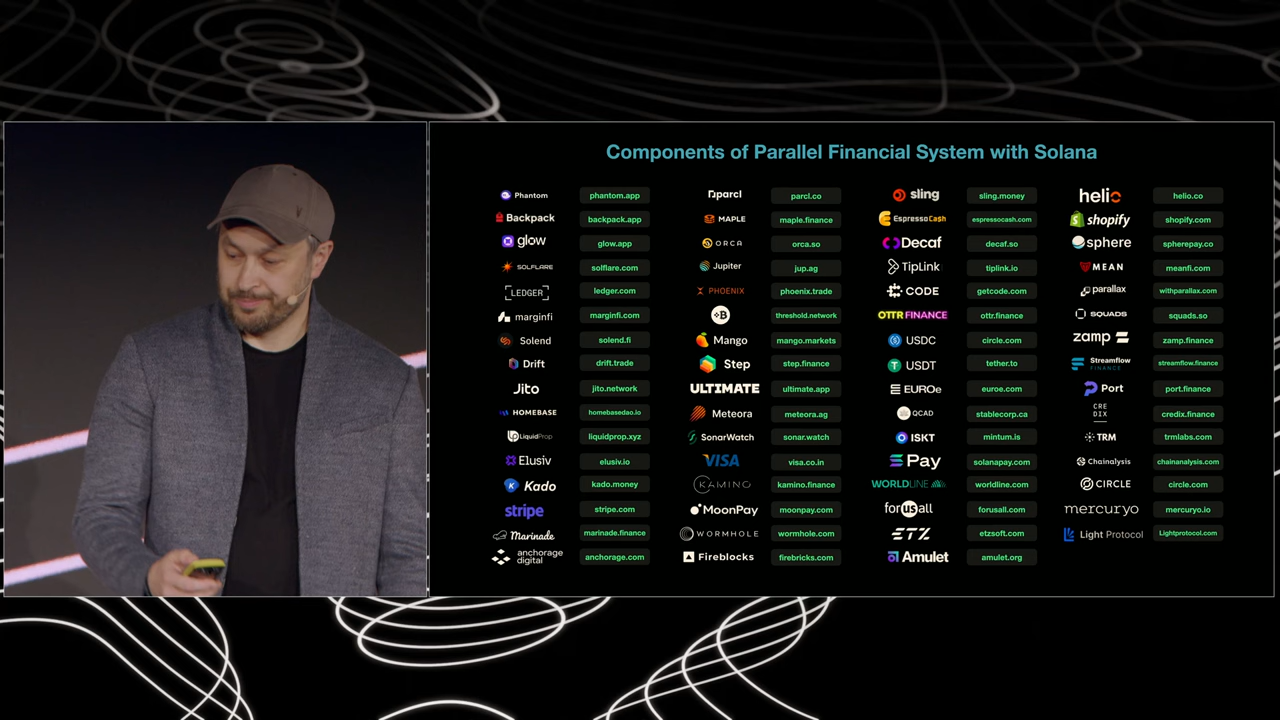 Components of Parallel Financial System with Solana
Phantom phantom.app
Backpack backpack.app
glow glow.app
SOLFLARE solflare.com
LEDGER ledger.com
marginfi marginfi.com
Solend solend.fi
Drift drift.trade
Jito jito.network
HOMEBASE homebasedao.io
LiquidProp liquidprop.xyz
Elusiv elusiv.io
Kado kado.money
stripe stripe.com
Marinade marinade.finance
anchorage
digital
anchorage.com
parcl parcl.co
MAPLE maple.finance
ORCA orca.so
Jupiter jup.ag
PHOENIX phoenix.trade
B threshold.network
Mango mango.markets
Step step.finance
ULTIMATE ultimate.app
Meteora meteora.ag
SonarWatch sonar.watch
VISA visa.co.in
KAMINO kamino.finance
MoonPay moonpay.com
WORMHOLE wormhole.com
Fireblocks firebricks.com
sling sling.money
EspressoCash espressocash.com
Decaf decaf.so
TipLink tiplink.io
CODE getcode.com
OTTR FINANCE ottr.finance
USDC circle.com
USDT tether.to
EUROe euroe.com
QCAD stablecorp.ca
ISKT mintum.is
Pay solanapay.com
WORLDLINE worldline.com
forusall forusall.com
ETZ etzsoft.com
Amulet amulet.org
helio helio.co
shopify shopify.com
sphere spherepay.co
MEAN meanfi.com
parallax withparallax.com
SQUADS squads.so
zamp zamp.finance
Streamflow
FINANCE
streamflow.finance
Port port.finance
CRE
DIX
credix.finance
TRM trmlabs.com
Chainalysis chainanalysis.com
CIRCLE circle.com
mercuryo mercuryo.io
Light Protocol Lightprotocol.com